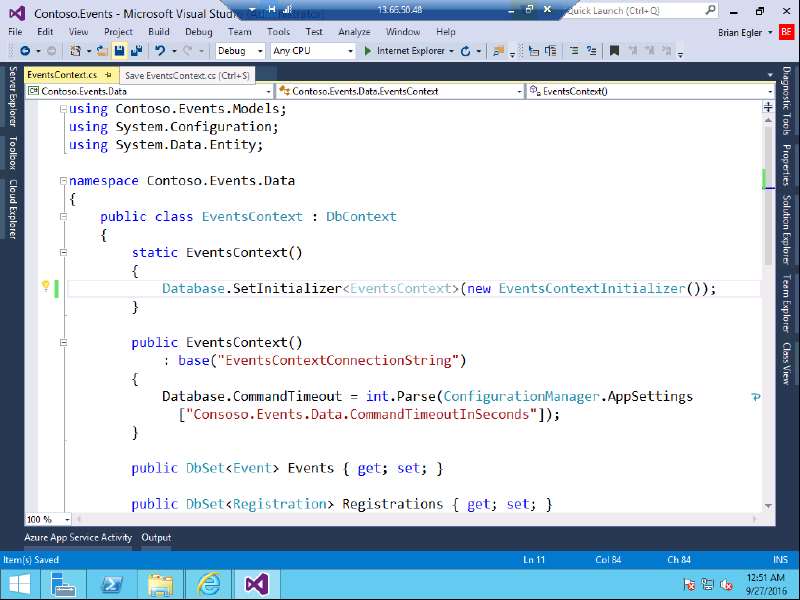 Contoso.Events - Microsoft Visual Stu
13.66.50.48
Quick Launch (Ctrl+Q)
File Edit View Project Build Debug Team Tools Test Analyze Window Help
Brian Egler BE
Debug Any CPU Internet Explorer
EventsContext.cs Save EventsContext.cs (Ctrl+S)
Contoso.Events.Data Contoso.Events.Data.EventsContext EventsContext()
Server Explorer
Toolbox
Cloud Explorer
using Contoso.Events.Models;
using System.Configuration;
using System.Data.Entity;
namespace Contoso.Events.Data
{
public class EventsContext : DbContext
{
static EventsContext()
{
Database.SetInitializer<EventsContext>(new EventsContextInitializer());
}
public EventsContext()
: base("EventsContextConnectionString")
{
Database.CommandTimeout = int.Parse(ConfigurationManager.AppSettings
["Consoso.Events.Data.CommandTimeoutInSeconds"]);
}
public DbSet<Event> Events { get; set; }
public DbSet<Registration> Registrations { get; set; }
Diagnostic Tools
Properties
Solution Explorer
Team Explorer
Class View
100 %
Azure App Service Activity Output
Item(s) Saved Ln 11 Col 84 Ch 84 INS
12:51 AM
9/27/2016